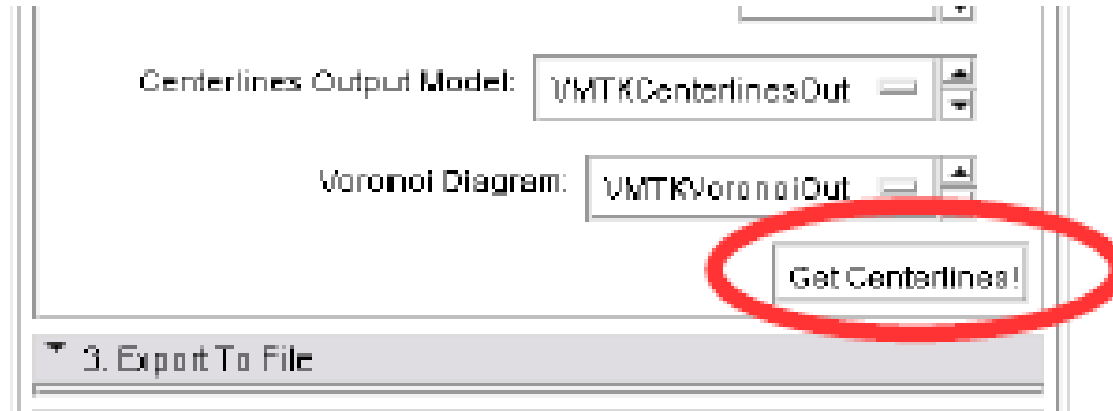 Centerlines Output Model: VMTKCenterlinesOut
Voronoi Diagram: VMTKVoronoiOut
Get Centerlines!
3. Export To File